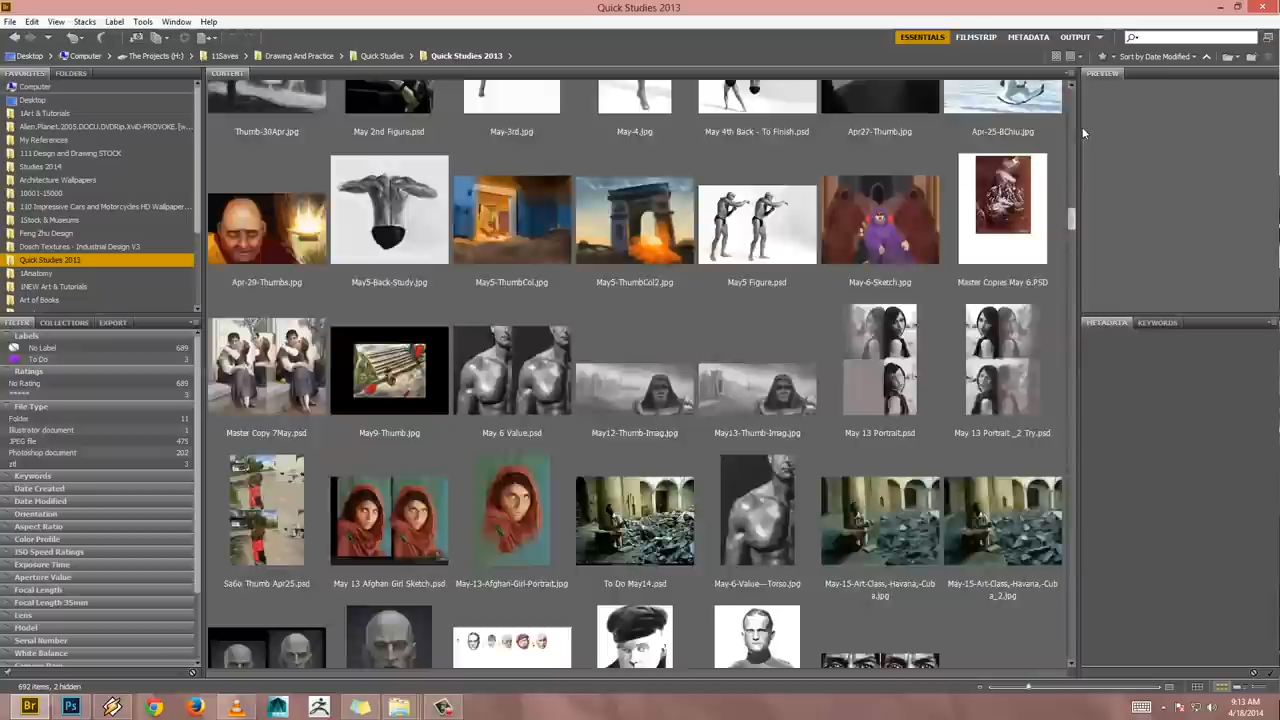 Br
Quick Studies 2013
File Edit View Stacks Label Tools Window Help
ESSENTIALS FILMSTRIP METADATA OUTPUT
Desktop Computer The Projects (H:) 11Saves Drawing And Practice Quick Studies Quick Studies 2013
Sort by Date Modified
FAVORITES FOLDERS
Computer
Desktop
1Art & Tutorials
Alien.Planet.2005.DOCU.DVDRip.XviD-PROVOKE.[w...
My References
111 Design and Drawing STOCK
Studies 2014
Architecture Wallpapers
10001-15000
110 Impressive Cars and Motorcycles HD Wallpaper...
1Stock & Museums
Feng Zhu Design
Dosch Textures - Industrial Design V3
Quick Studies 2013
1Anatomy
1NEW Art & Tutorials
Art of Books
FILTER COLLECTIONS EXPORT
Labels
No Label 689
To Do 3
Ratings
No Rating 689
***** 3
File Type
Folder 11
Illustrator document 1
JPEG file 475
Photoshop document 202
ztl 3
Keywords
Date Created
Date Modified
Orientation
Aspect Ratio
Color Profile
ISO Speed Ratings
Exposure Time
Aperture Value
Focal Length
Focal Length 35mm
Lens
Model
Serial Number
White Balance
CONTENT
Thumb-30Apr.jpg May 2nd Figure.psd May-3rd.jpg May-4.jpg May 4th Back - To Finish.psd Apr27-Thumb.jpg Apr-25-BChiu.jpg
Apr-29-Thumbs.jpg May5-Back-Study.jpg May5-ThumbCol.jpg May5-ThumbCol2.jpg May5 Figure.psd May-6-Sketch.jpg Master Copies May 6.PSD
Master Copy 7May.psd May9-Thumb.jpg May 6 Value.psd May12-Thumb-Imag.jpg May13-Thumb-Imag.jpg May 13 Portrait.psd May 13 Portrait _2 Try.psd
May 13 Afghan Girl Sketch.psd May-13-Afghan-Girl-Portrait.jpg To Do May14.psd May-6-Value---Torso.jpg May-15-Art-Class,-Havana,-Cub
a.jpg
May-15-Art-Class,-Havana,-Cub
a_2.jpg
PREVIEW
METADATA KEYWORDS
692 items, 2 hidden
Br Ps
9:13 AM
4/18/2014